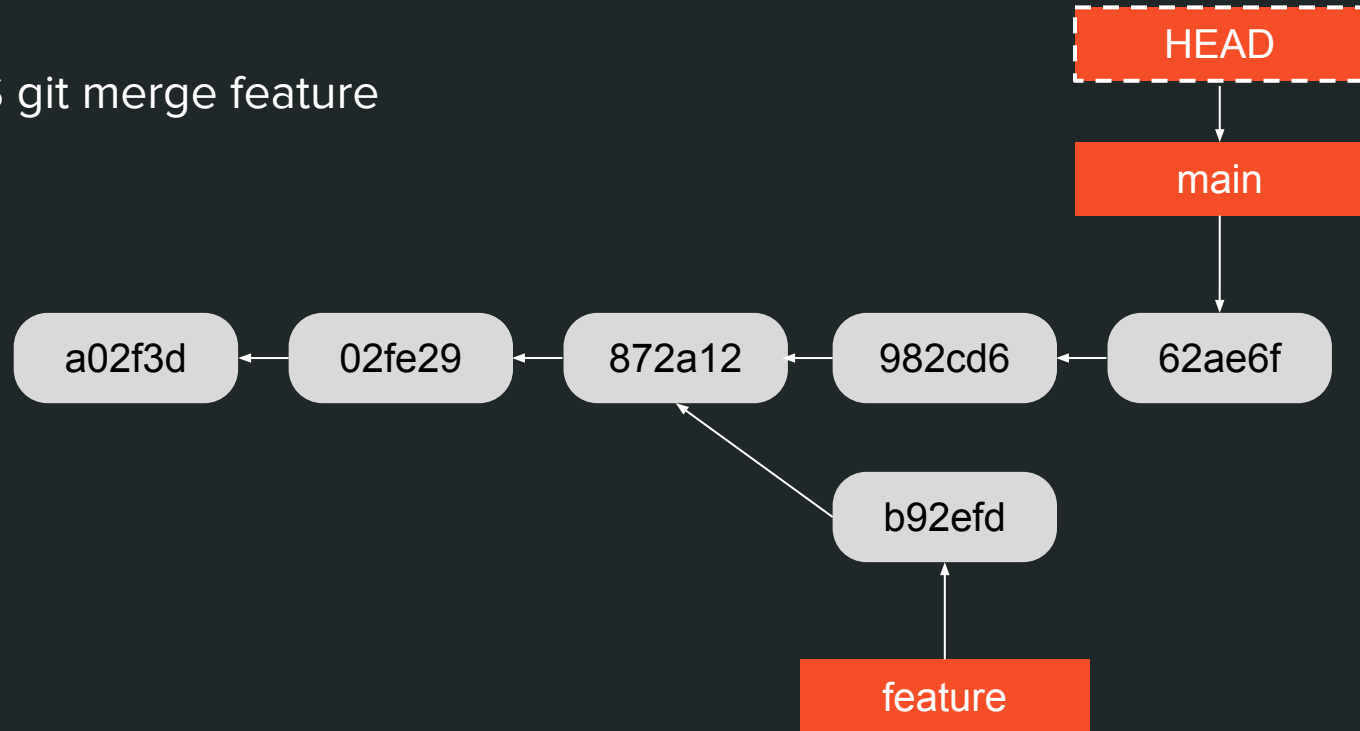 HEAD
git merge feature
main
a02f3d
02fe29
872a12
982cd6
62ae6f
b92efd
feature